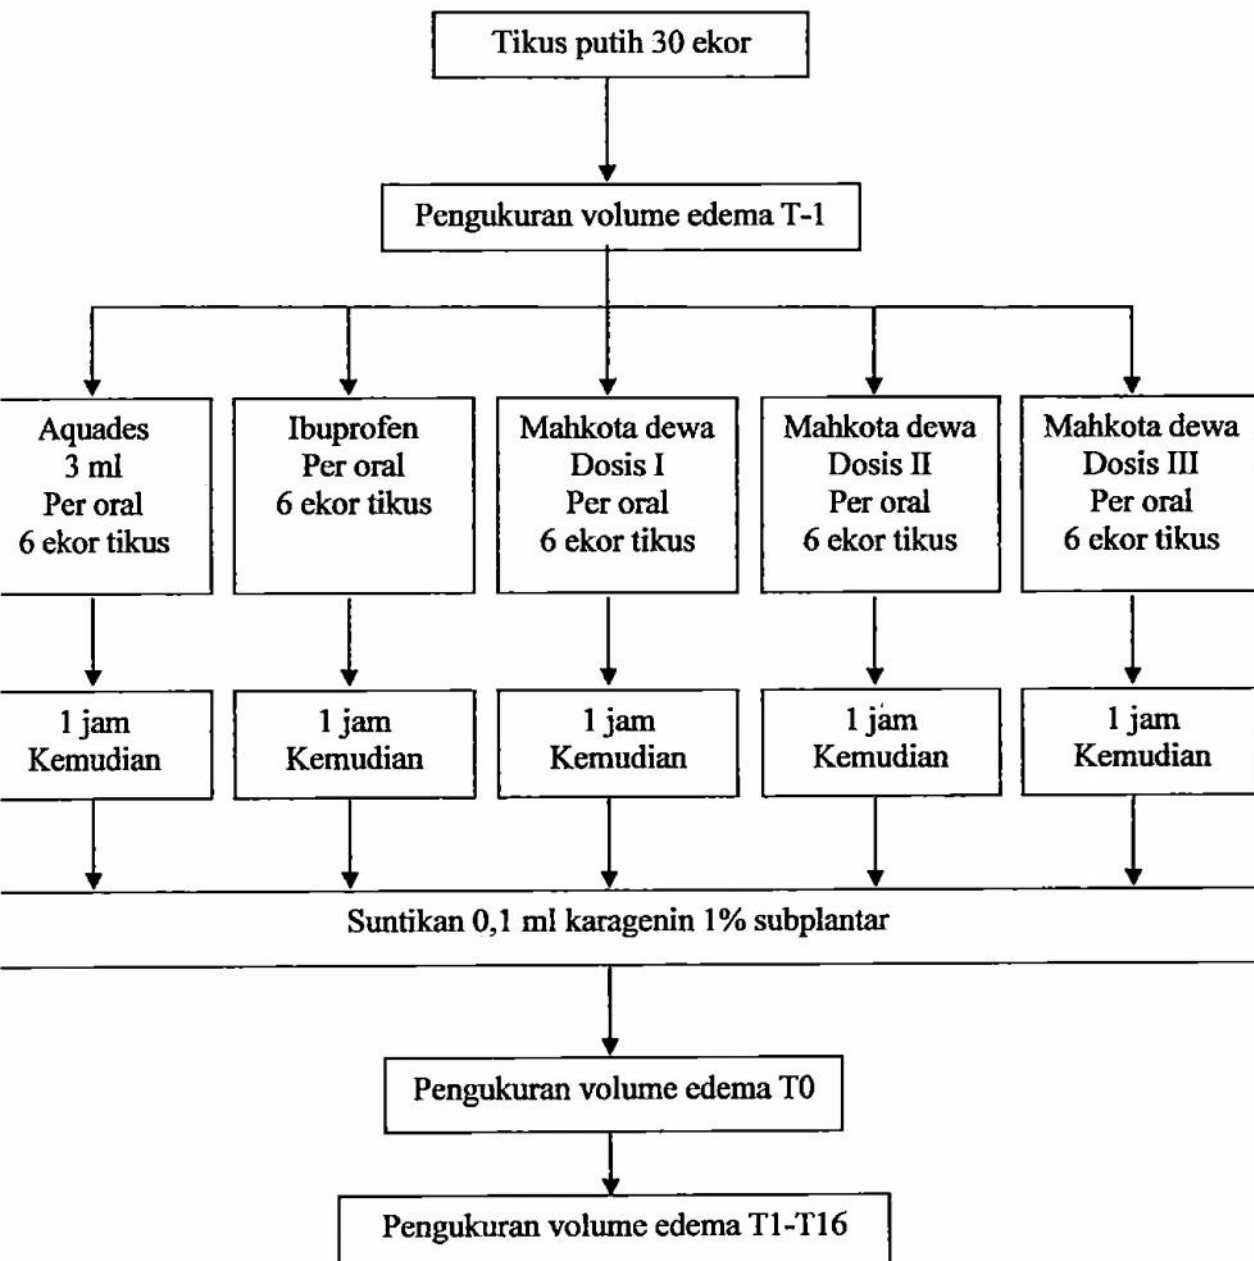 Tikus putih 30 ekor
Pengukuran volume edema T-1
Aquades
3 ml
Per oral
6 ekor tikus
Ibuprofen
Per oral
6 ekor tikus
Mahkota dewa
Dosis I
Per oral
6 ekor tikus
Mahkota dewa
Dosis II
Per oral
6 ekor tikus
Mahkota dewa
Dosis III
Per oral
6 ekor tikus
1 jam
Kemudian
1 jam
Kemudian
1 jam
Kemudian
1 jam
Kemudian
1 jam
Kemudian
Suntikan 0,1 ml karagenin 1% subplantar
Pengukuran volume edema T0
Pengukuran volume edema T1-T16